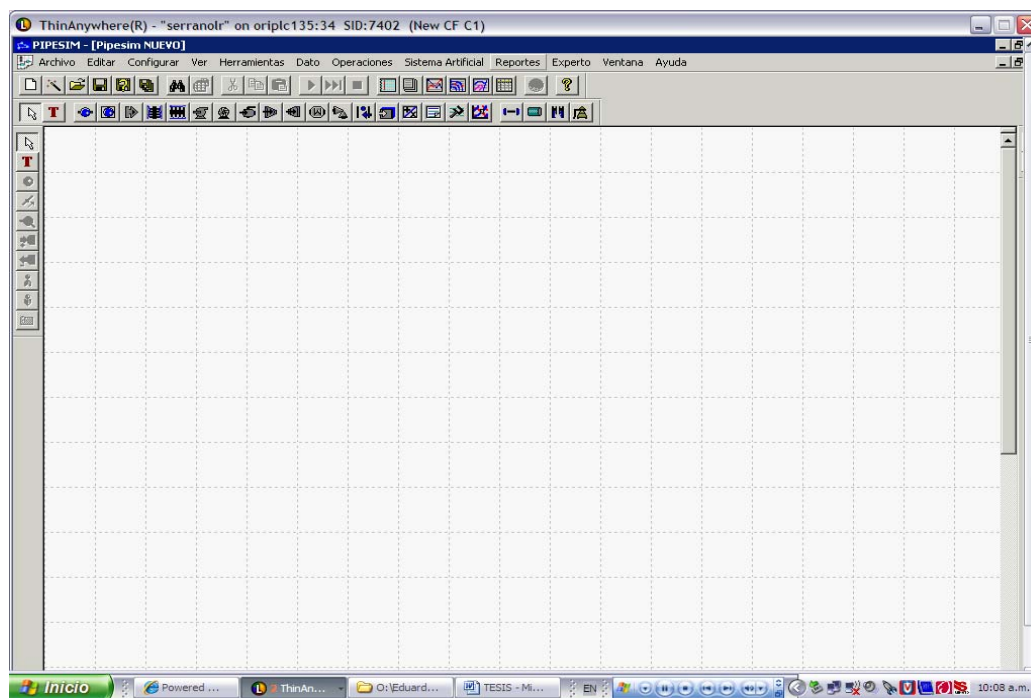 ThinAnywhere(R) - "serranolr" on oriplc135:34 SID:7402 (New CF C1)
PIPESIM - [Pipesim NUEVO]
Archivo Editar Configurar Ver Herramientas Dato Operaciones Sistema Artificial Reportes Experto Ventana Ayuda
T
T
Inicio Powered ... 2 ThinAn... O:\Eduard... TESIS - Mi... EN 10:08 a.m.